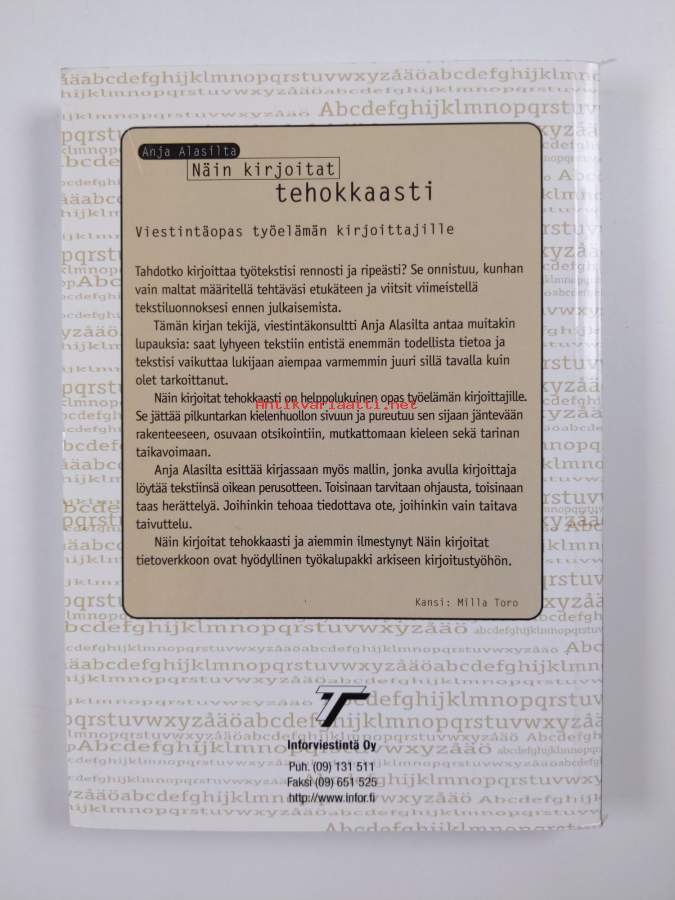 Anja Alasilta
Näin kirjoitat
tehokkaasti
Viestintäopas työelämän kirjoittajille
Tahdotko kirjoittaa työtekstisi rennosti ja ripeästi? Se onnistuu, kunhan
vain maltat määritellä tehtäväsi etukäteen ja viitsit viimeistellä
tekstiluonnoksesi ennen julkaisemista.
Tämän kirjan tekijä, viestintäkonsultti Anja Alasilta antaa muitakin
lupauksia: saat lyhyeen tekstiin entistä enemmän todellista tietoa ja
tekstisi vaikuttaa lukijaan aiempaa varmemmin juuri sillä tavalla kuin
olet tarkoittanut.
Näin kirjoitat tehokkaasti on helppolukuinen opas työelämän kirjoittajille.
Antikvariaatti.net
Se jättää pilkuntarkan kielenhuollon sivuun ja pureutuu sen sijaan jäntevään
rakenteeseen, osuvaan otsikointiin, mutkattomaan kieleen sekä tarinan
taikavoimaan.
Anja Alasilta esittää kirjassaan myös mallin, jonka avulla kirjoittaja
löytää tekstiinsä oikean perusotteen. Toisinaan tarvitaan ohjausta, toisinaan
taas herättelyä. Joihinkin tehoaa tiedottava ote, joihinkin vain taitava
taivuttelu.
Näin kirjoitat tehokkaasti ja aiemmin ilmestynyt Näin kirjoitat
tietoverkkoon ovat hyödyllinen työkalupakki arkiseen kirjoitustyöhön.
Kansi: Milla Toro
Inforviestintä Oy
Puh. (09) 131 511
Faksi (09) 651 525
http://www.infor.fi